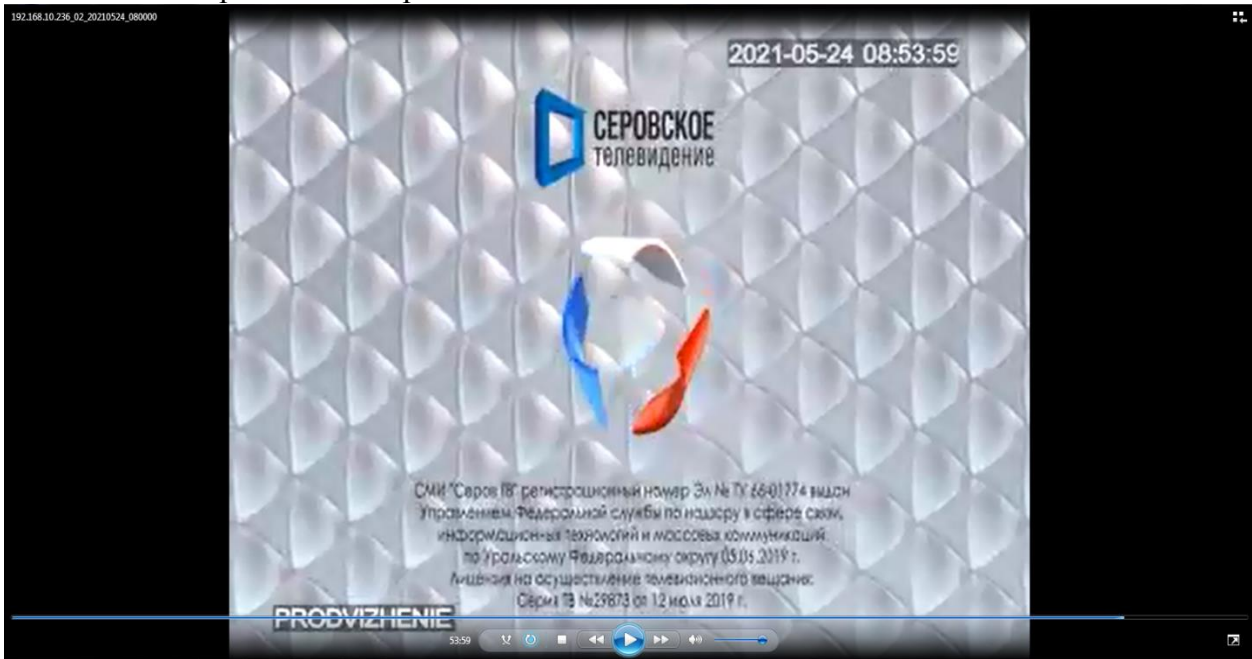 192.168.10.236_02_20210524_080000
2021-05-24 08:53:59
СЕРОВСКОЕ
телевидение
СМИ "Серов ТВ" регистрационный номер Эл № ТУ 66-01774 выдан
Управлением Федеральной службы по надзору в сфере связи,
информационных технологий и массовых коммуникаций
по Уральскому Федеральному округу 05.06.2019 г.
Лицензия на осуществление телевизионного вещания:
Серия ТВ №29873 от 12 июля 2019 г.
PRODVIZHENIE
53:59